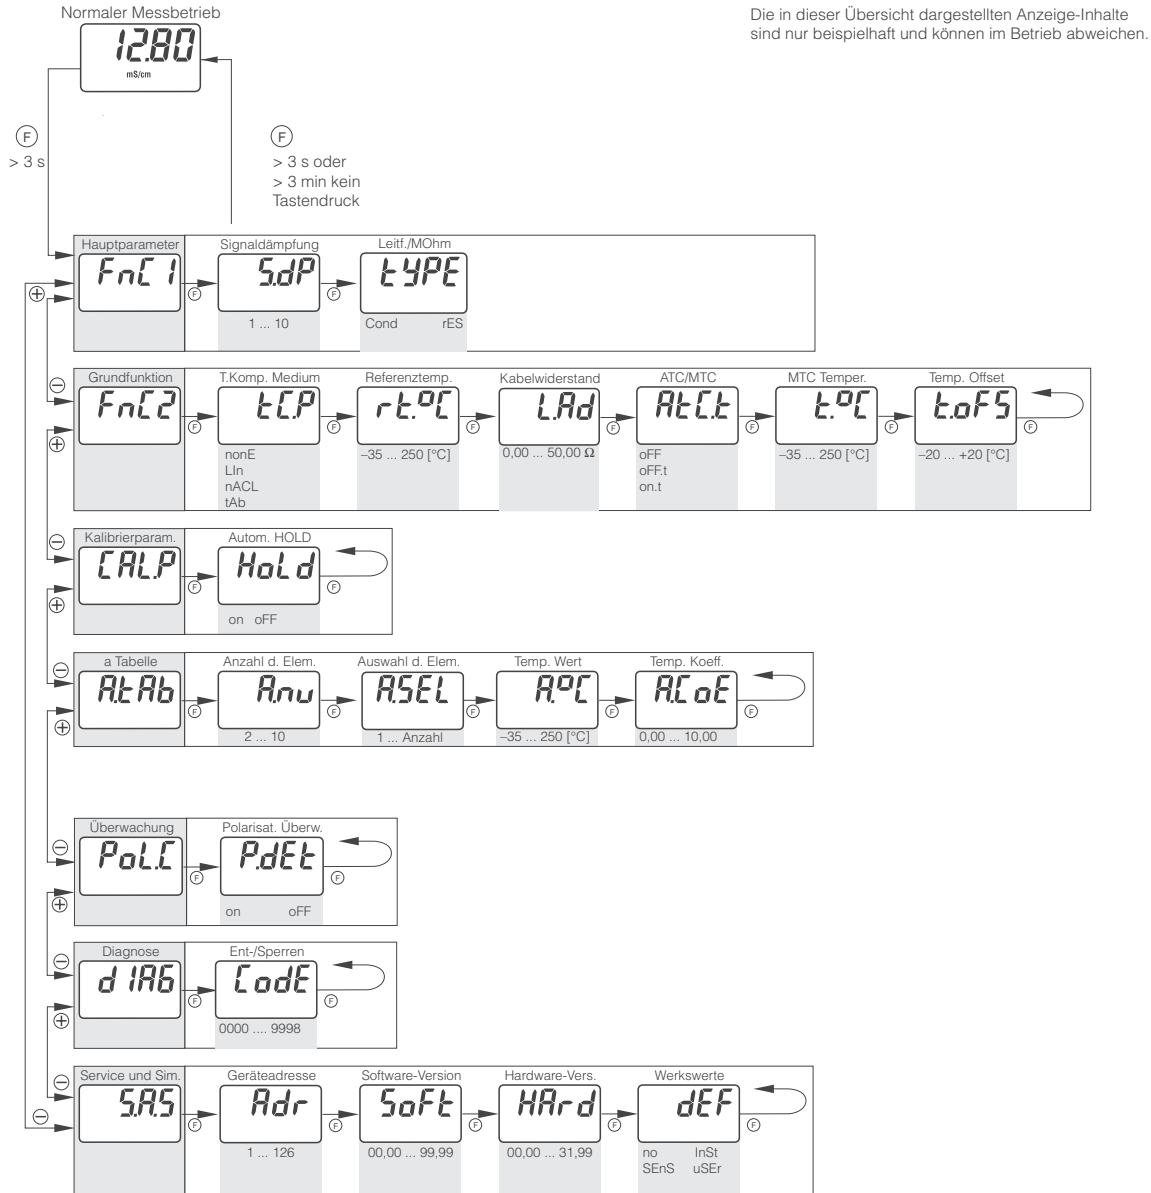 Normaler Messbetrieb
Die in dieser Übersicht dargestellten Anzeige-Inhalte
sind nur beispielhaft und können im Betrieb abweichen.
12.80
mS/cm
F
> 3 s
F
> 3 s oder
> 3 min kein
Tastendruck
Hauptparameter Signaldämpfung Leitf./MOhm
FnC1 S.dP tYPE
+ F F
1 ... 10 Cond rES
Grundfunktion T.Komp. Medium Referenztemp. Kabelwiderstand ATC/MTC MTC Temper. Temp. Offset
− FnC2 t.C.P rt.°C L.Ad AtC.t t.°C t.oFS
+ F F F F F F F
nonE –35 ... 250 [°C] 0,00 ... 50,00 Ω oFF –35 ... 250 [°C] –20 ... +20 [°C]
LIn oFF.t
nACL on.t
tAb
Kalibrierparam. Autom. HOLD
− CAL.P HoLd
+ F F
on oFF
a Tabelle Anzahl d. Elem. Auswahl d. Elem. Temp. Wert Temp. Koeff.
− A.tAb A.nu A.SEL A.°C A.CoE
+ F F F F F
2 ... 10 1 ... Anzahl –35 ... 250 [°C] 0,00 ... 10,00
Überwachung Polarisat. Überw.
− PoL.C P.dEt
+ F F
on oFF
Diagnose Ent-/Sperren
− dIAG CodE
+ F F
0000 .... 9998
Service und Sim. Geräteadresse Software-Version Hardware-Vers. Werkswerte
− S.A.S Adr SoFt HArd dEF
− F F F F F
1 ... 126 00,00 ... 99,99 00,00 ... 31,99 no InSt
SEnS uSEr